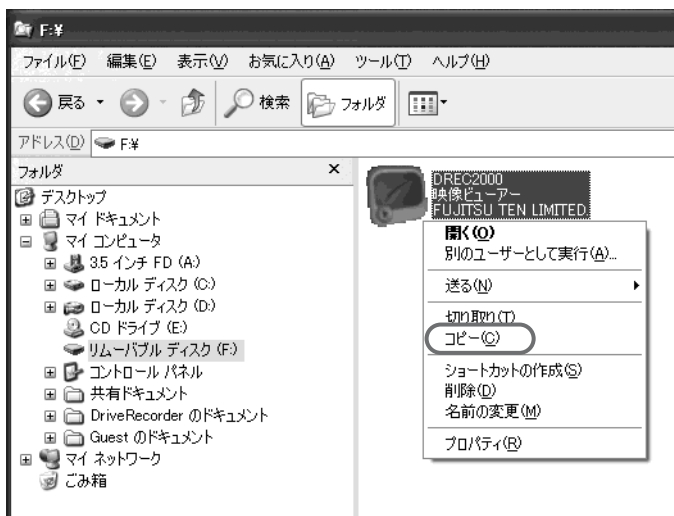 F:¥
ファイル(F) 編集(E) 表示(V) お気に入り(A) ツール(T) ヘルプ(H)
戻る 検索 フォルダ
アドレス(D) F:¥
フォルダ ×
デスクトップ
マイ ドキュメント
マイ コンピュータ
3.5 インチ FD (A:)
ローカル ディスク (C:)
ローカル ディスク (D:)
CD ドライブ (E:)
リムーバブル ディスク (F:)
コントロール パネル
共有ドキュメント
DriveRecorder のドキュメント
Guest のドキュメント
マイ ネットワーク
ごみ箱
DREC2000
映像ビューアー
FUJITSU TEN LIMITED.
開く(O)
別のユーザーとして実行(A)...
送る(N)
切り取り(T)
コピー(C)
ショートカットの作成(S)
削除(D)
名前の変更(M)
プロパティ(R)